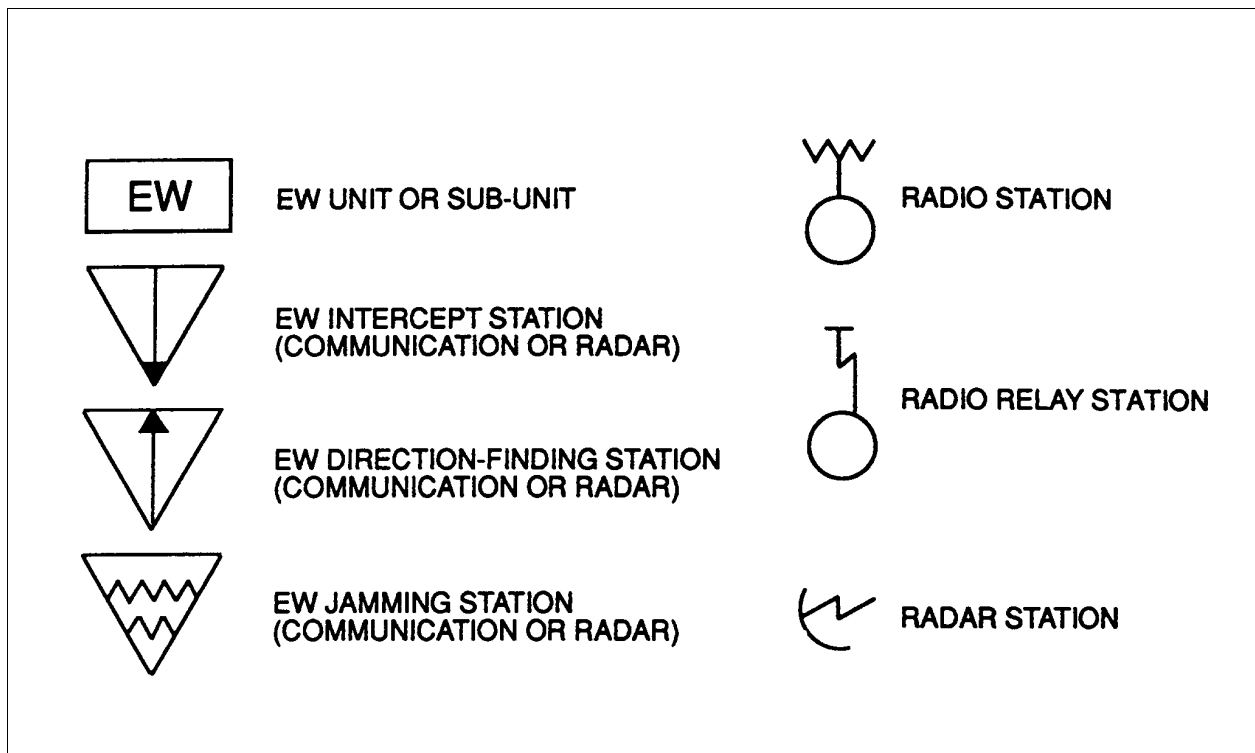 EW
EW UNIT OR SUB-UNIT
EW INTERCEPT STATION
(COMMUNICATION OR RADAR)
EW DIRECTION-FINDING STATION
(COMMUNICATION OR RADAR)
EW JAMMING STATION
(COMMUNICATION OR RADAR)
RADIO STATION
RADIO RELAY STATION
RADAR STATION